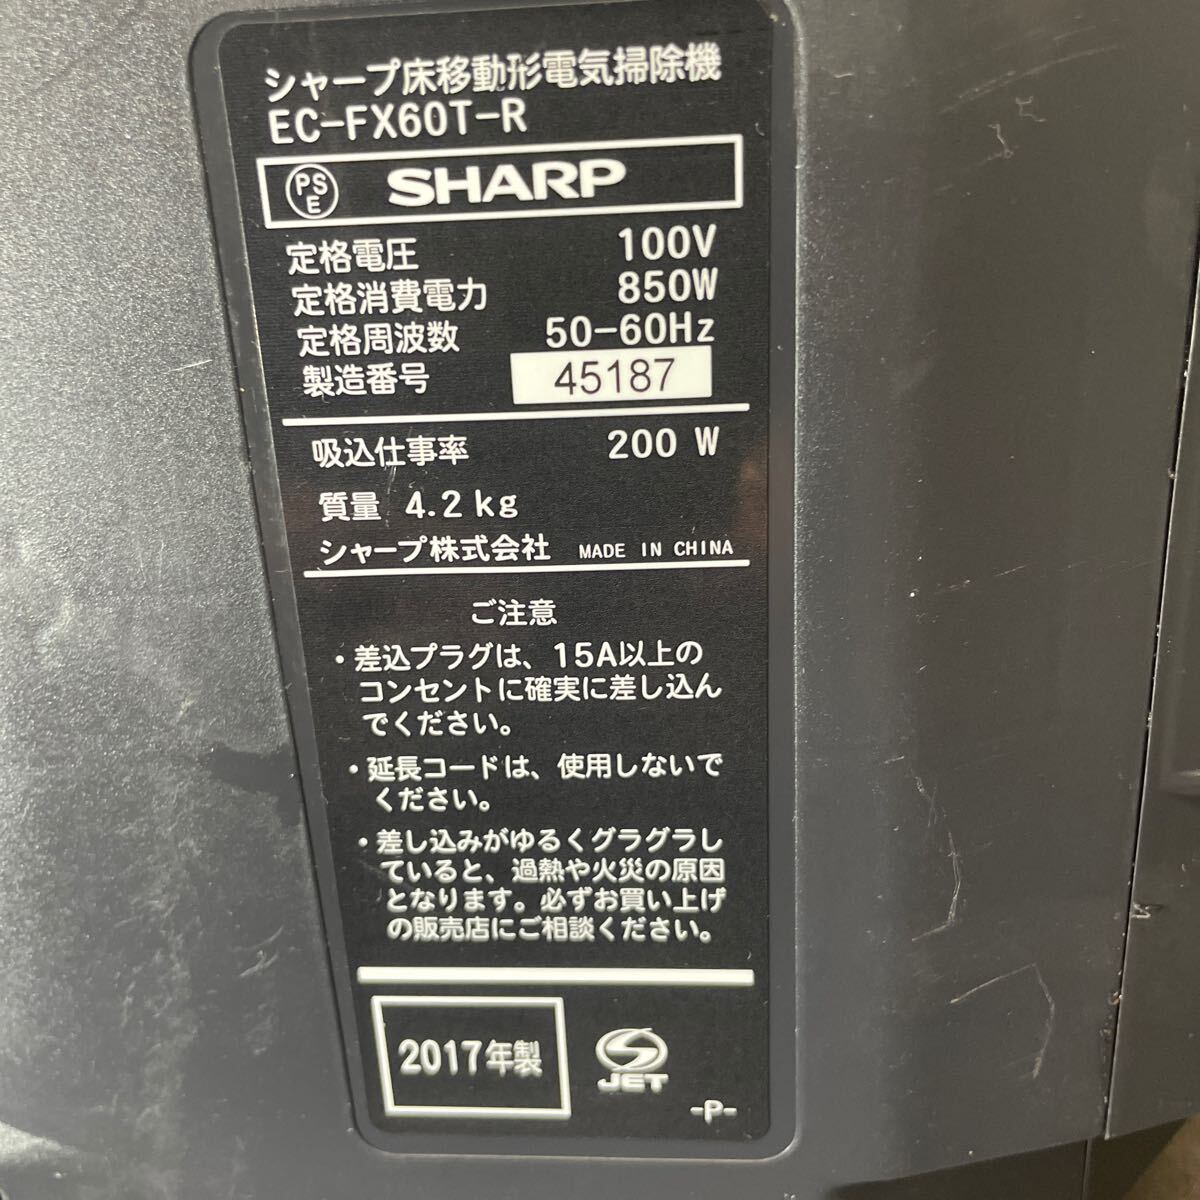 シャープ床移動形電気掃除機
EC-FX60T-R
PS
E
SHARP
定格電圧 100V
定格消費電力 850W
定格周波数 50-60Hz
製造番号 45187
吸込仕事率 200 W
質量 4.2 kg
シャープ株式会社 MADE IN CHINA
ご注意
・差込プラグは、15A以上の
コンセントに確実に差し込ん
でください。
・延長コードは、使用しないで
ください。
・差し込みがゆるくグラグラし
ていると、過熱や火災の原因
となります。必ずお買い上げ
の販売店にご相談ください。
2017年製
JET
-P-